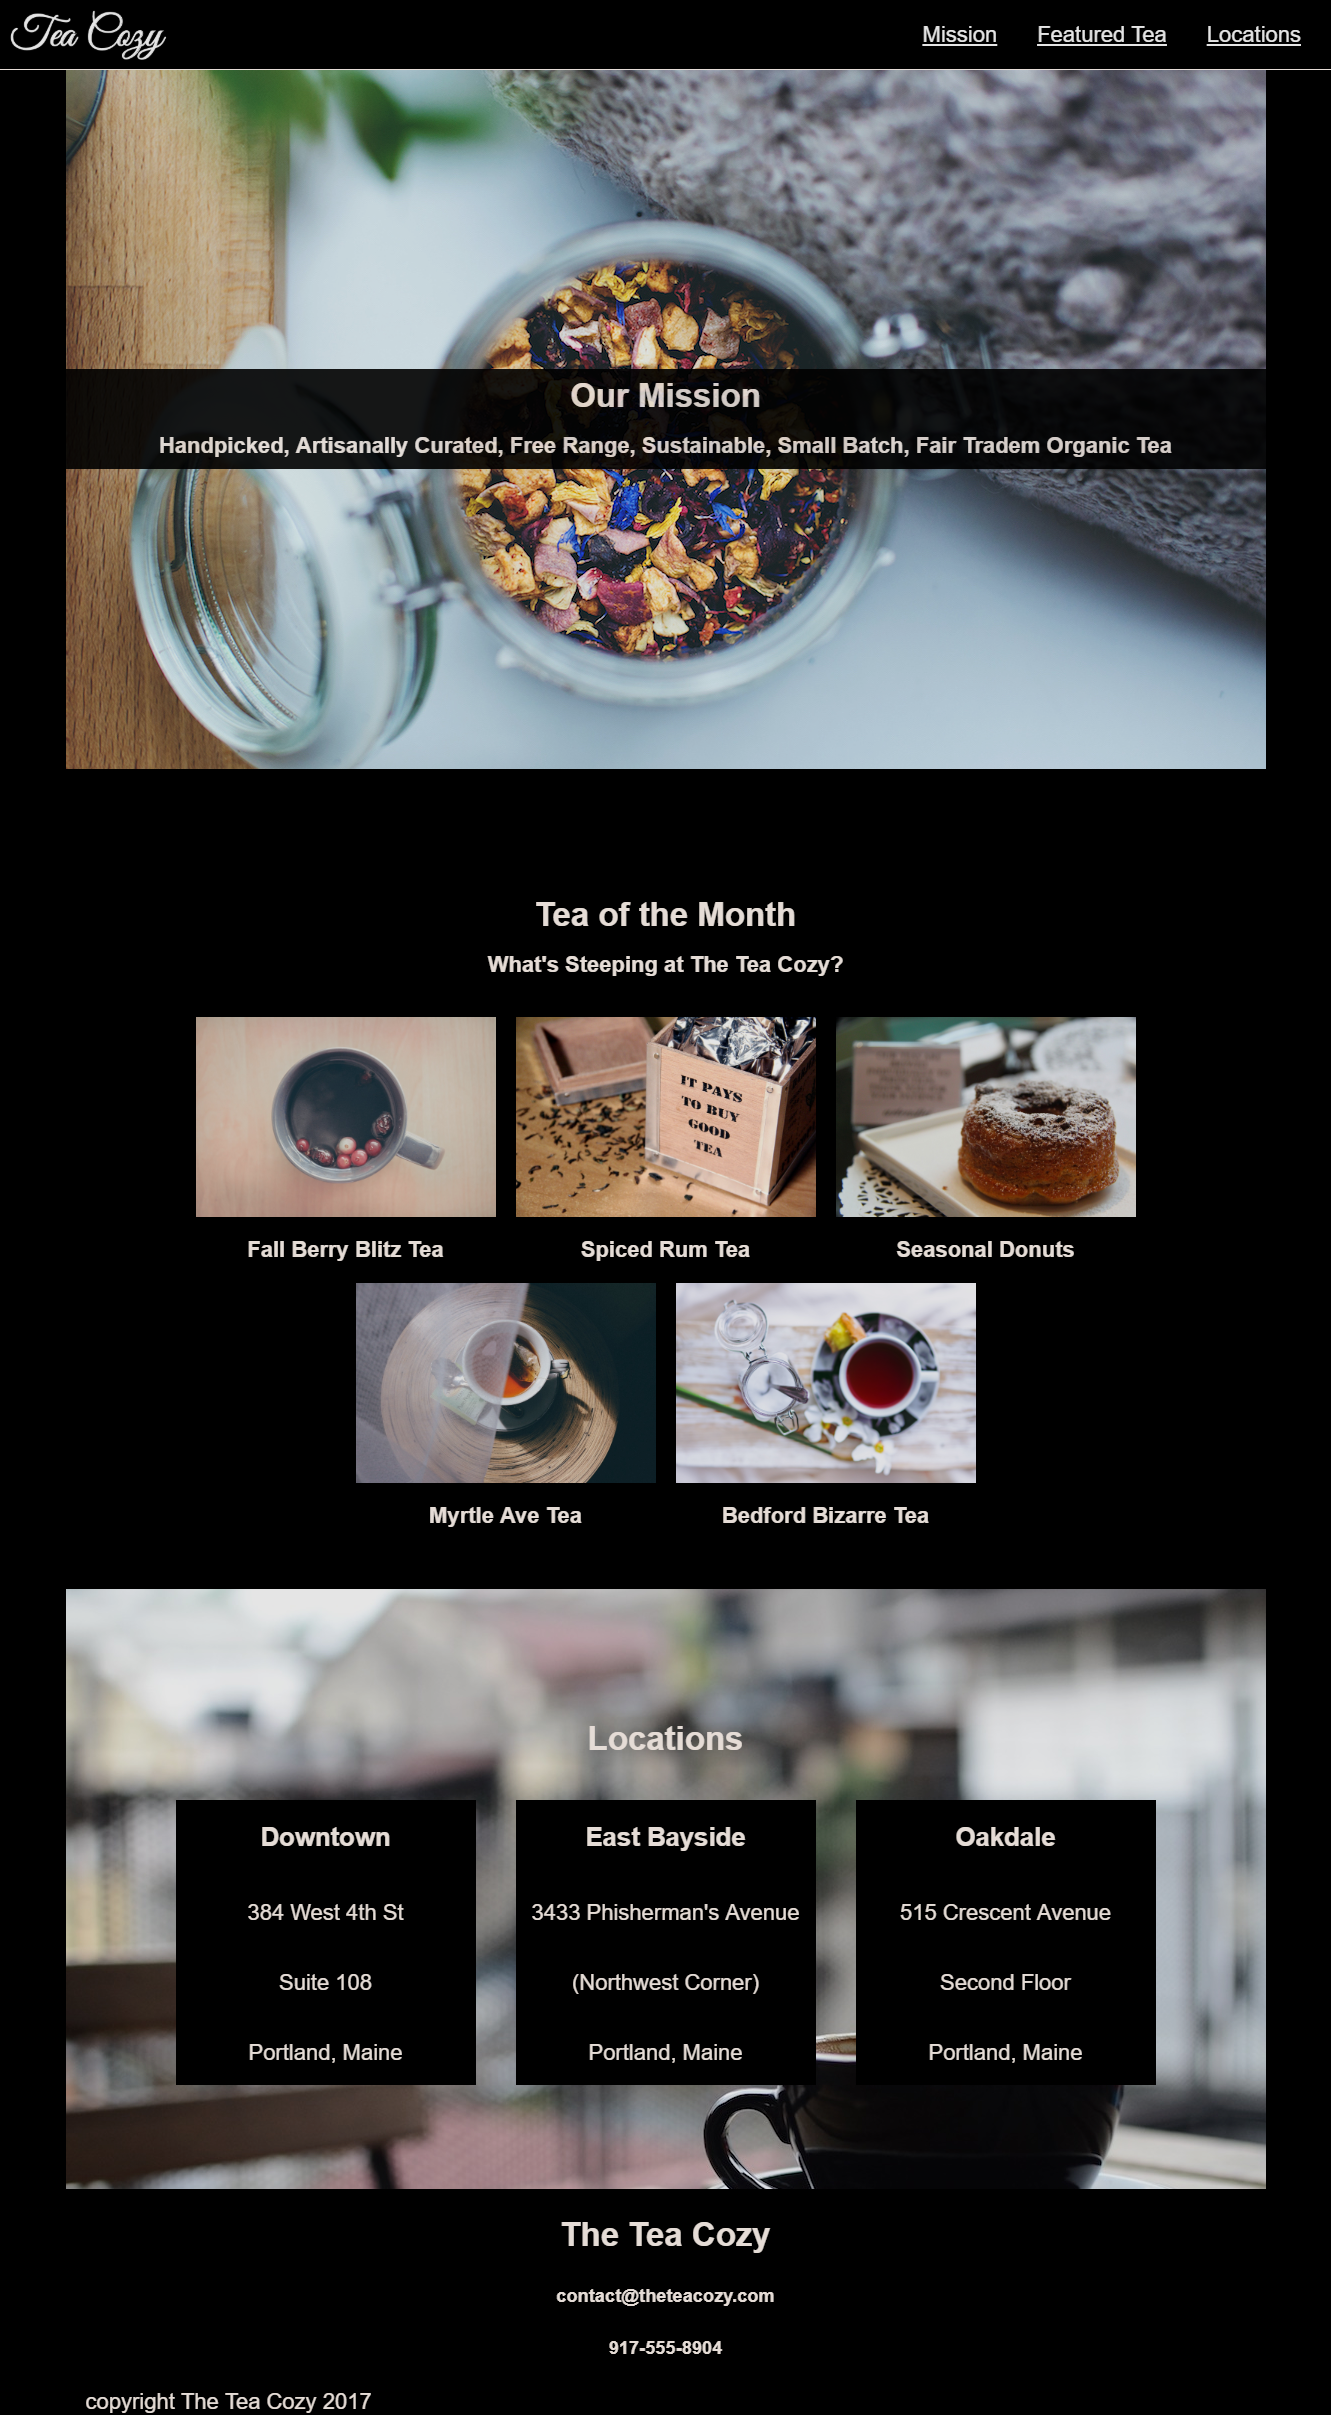 Tea Cozy
Mission Featured Tea Locations
Our Mission
Handpicked, Artisanally Curated, Free Range, Sustainable, Small Batch, Fair Tradem Organic Tea
Tea of the Month
What's Steeping at The Tea Cozy?
IT PAYS
TO BUY
GOOD
TEA
Fall Berry Blitz Tea
Spiced Rum Tea
Seasonal Donuts
Myrtle Ave Tea
Bedford Bizarre Tea
Locations
Downtown
384 West 4th St
Suite 108
Portland, Maine
East Bayside
3433 Phisherman's Avenue
(Northwest Corner)
Portland, Maine
Oakdale
515 Crescent Avenue
Second Floor
Portland, Maine
The Tea Cozy
contact@theteacozy.com
917-555-8904
copyright The Tea Cozy 2017